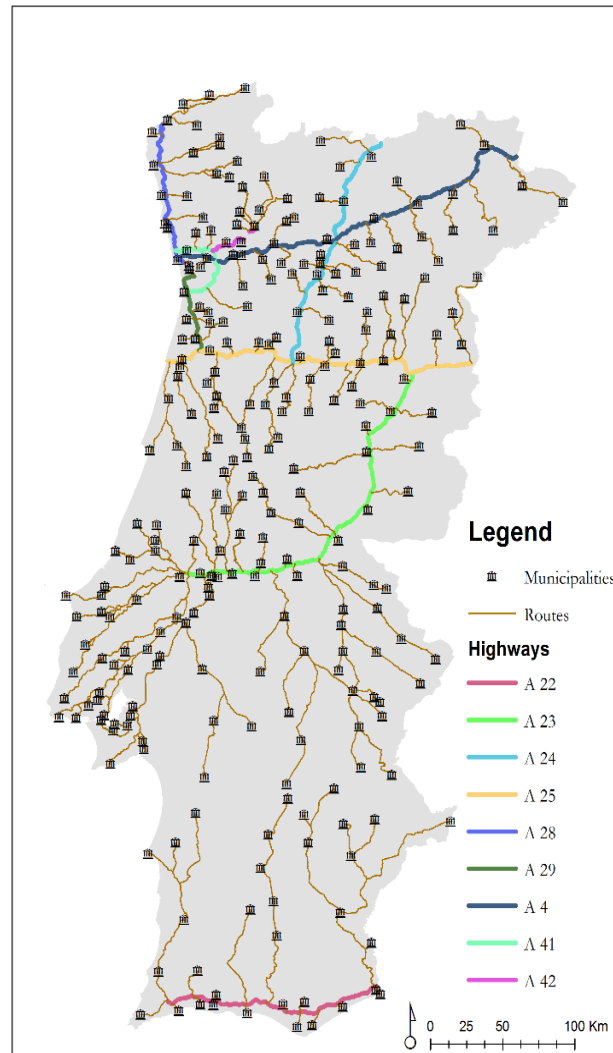 Legend
Municipalities
Routes
Highways
A 22
A 23
A 24
A 25
A 28
A 29
A 4
A 41
A 42
0 25 50 100 Km